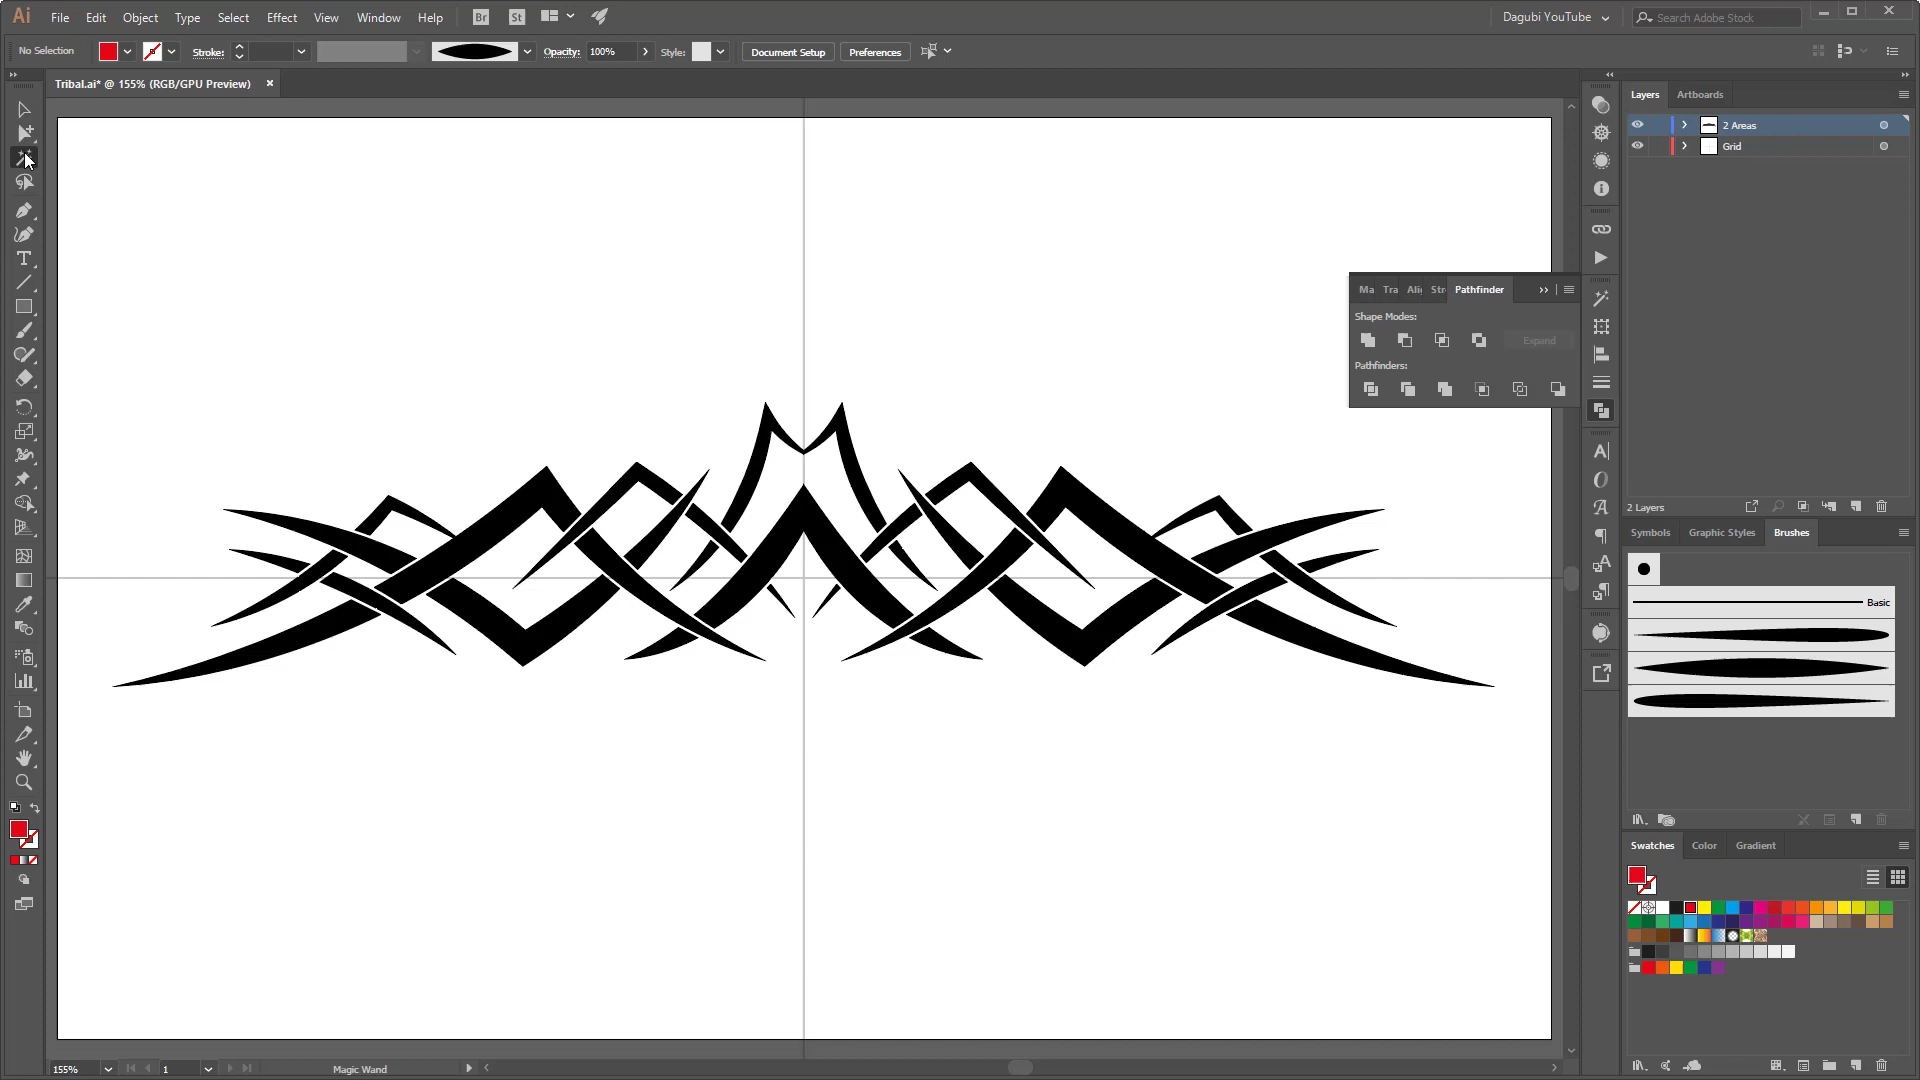 Ai File Edit Object Type Select Effect View Window Help Br St Dagubi YouTube Search Adobe Stock
No Selection Stroke: Opacity: 100% Style: Document Setup Preferences
Tribal.ai* @ 155% (RGB/GPU Preview)
Layers Artboards
2 Areas
Grid
Ma Tra Ali Str Pathfinder
Shape Modes:
Expand
Pathfinders:
2 Layers
Symbols Graphic Styles Brushes
Basic
Swatches Color Gradient
155% 1 Magic Wand